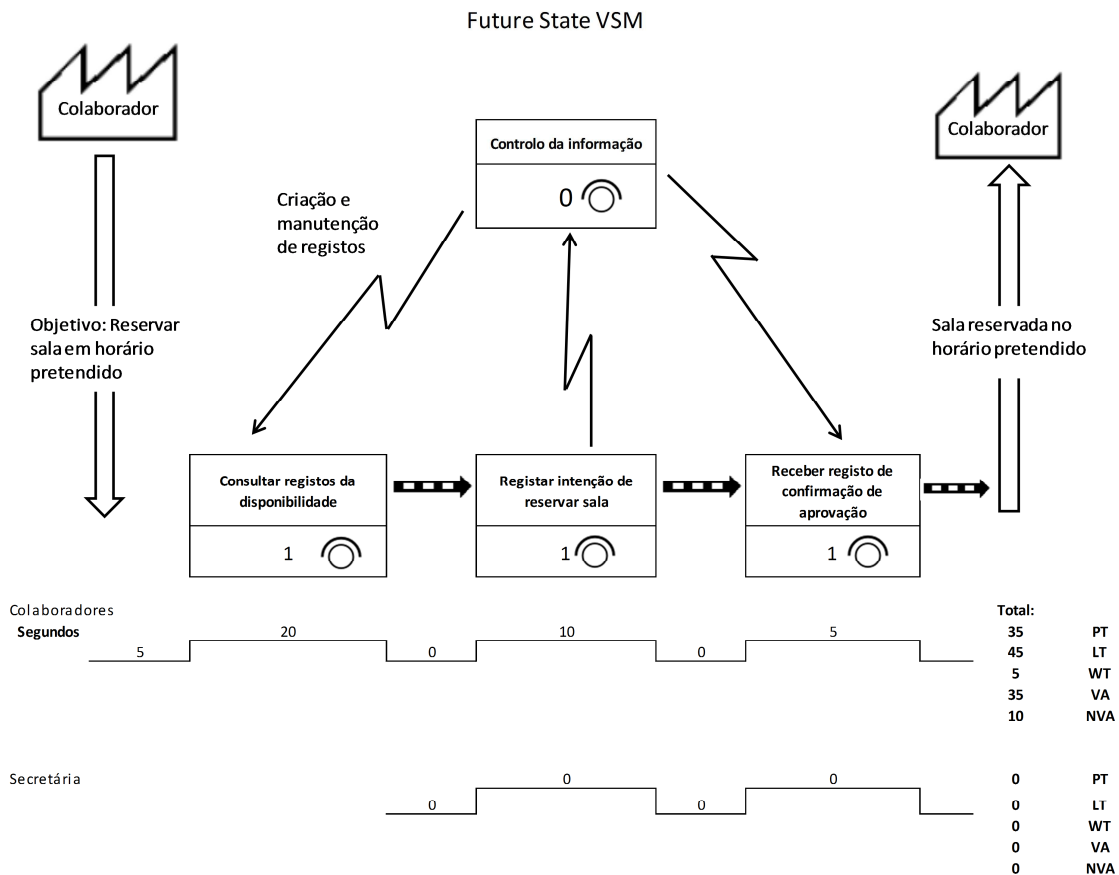 Future State VSM
Colaborador
Colaborador
Controlo da informação
0
Criação e
manutenção
de registos
Objetivo: Reservar
sala em horário
pretendido
Sala reservada no
horário pretendido
Consultar registos da
disponibilidade
1
Registar intenção de
reservar sala
1
Receber registo de
confirmação de
aprovação
1
Colaboradores
Total:
Segundos 20 10 5 35 PT
5 0 0 45 LT
5 WT
35 VA
10 NVA
Secretária 0 0 0 PT
0 0 0 LT
0 WT
0 VA
0 NVA